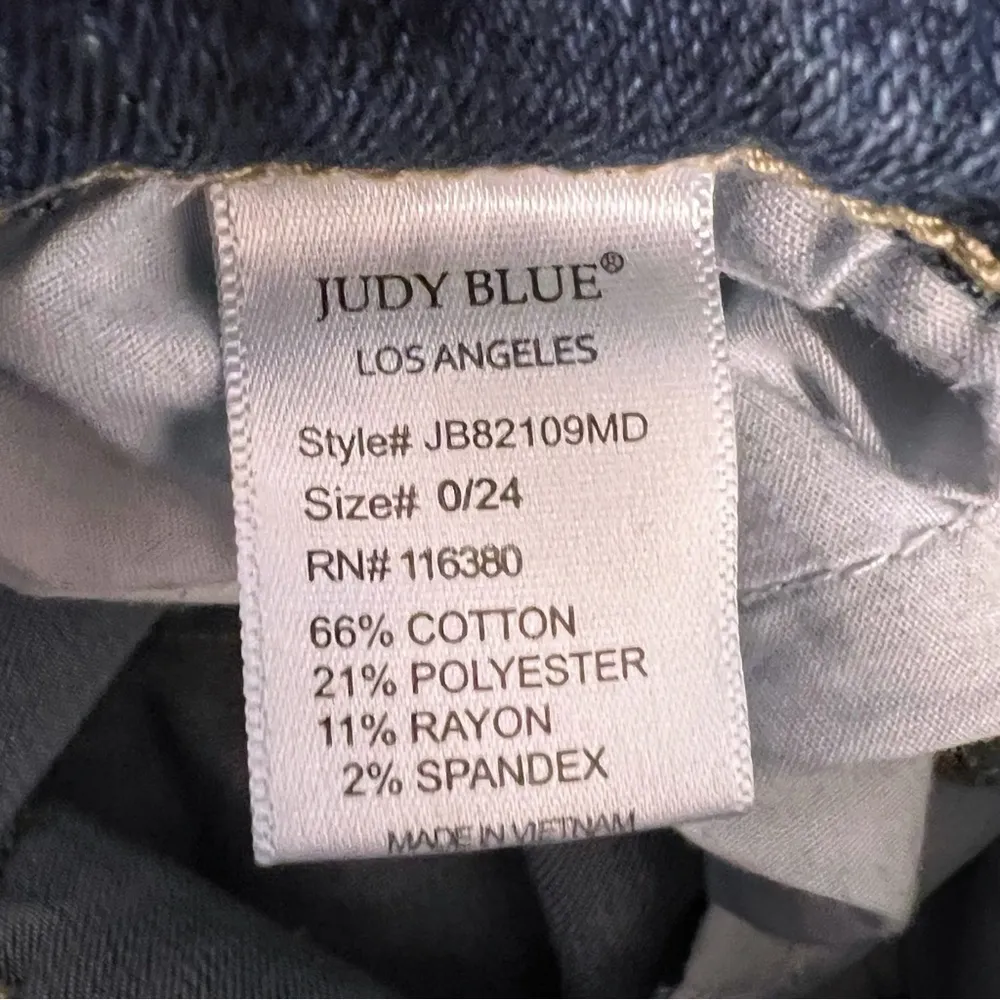 JUDY BLUE®
LOS ANGELES
Style# JB82109MD
Size# 0/24
RN# 116380
66% COTTON
21% POLYESTER
11% RAYON
2% SPANDEX
MADE IN VIETNAM